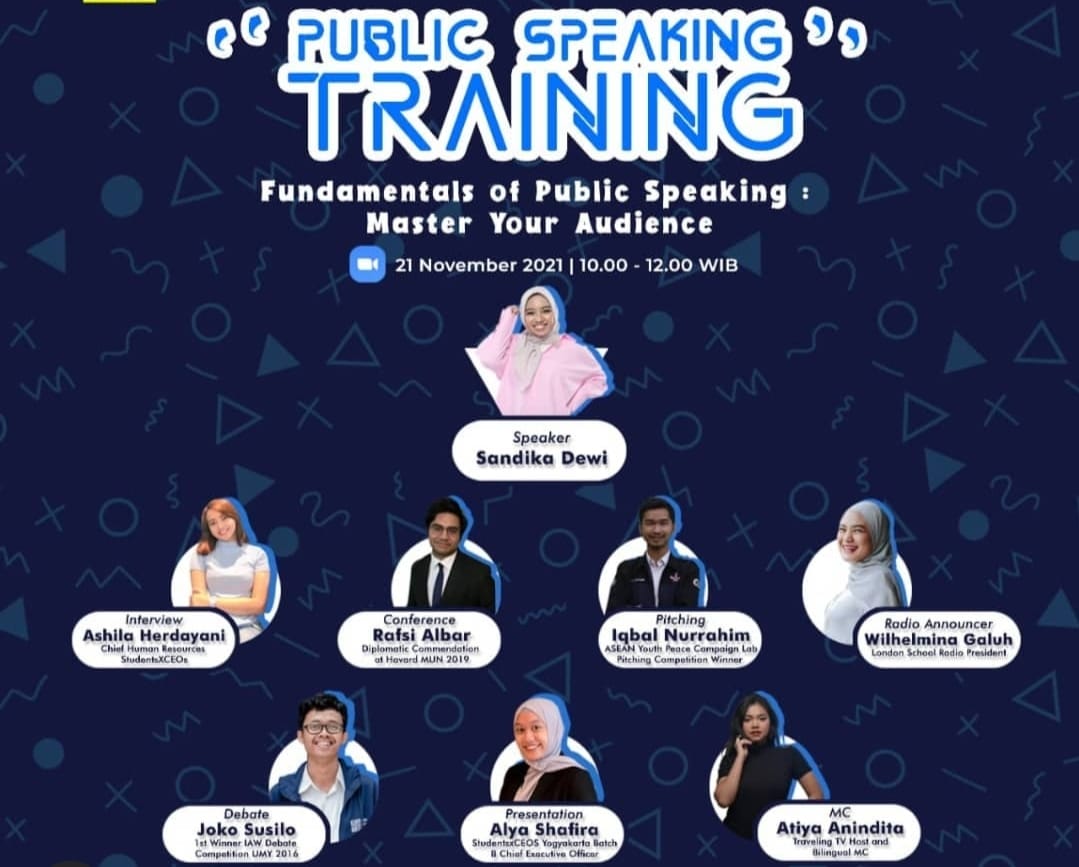 PUBLIC SPEAKING
TRAINING
Fundamentals of Public Speaking :
Master Your Audience
21 November 2021 | 10.00 - 12.00 WIB
Speaker
Sandika Dewi
Interview
Ashila Herdayani
Chief Human Resources
StudentsXCEOs
Conference
Rafsi Albar
Diplomatic Commendation
at Havard MUN 2019
Pitching
Iqbal Nurrahim
ASEAN Youth Peace Campaign Lab
Pitching Competition Winner
Radio Announcer
Wilhelmina Galuh
London School Radio President
Debate
Joko Susilo
1st Winner IAW Debate
Competition UMY 2016
Presentation
Alya Shafira
StudentsxCEOS Yogyakarta Batch
8 Chief Executive Officer
MC
Atiya Anindita
Traveling TV Host and
Bilingual MC